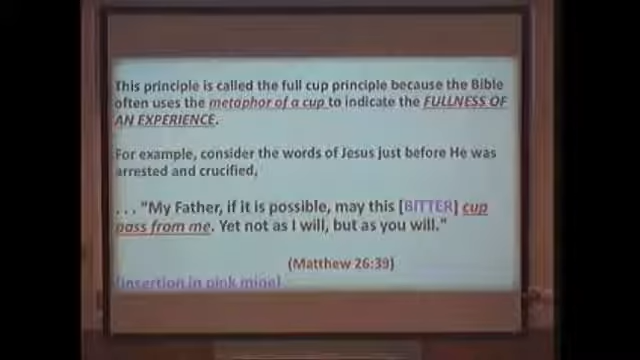 This principle is called the full cup principle because the Bible
often uses the metaphor of a cup to indicate the FULLNESS OF
AN EXPERIENCE.
For example, consider the words of Jesus just before He was
arrested and crucified,
. . . "My Father, if it is possible, may this [BITTER] cup
pass from me. Yet not as I will, but as you will."
(Matthew 26:39)
[insertion in pink mine]